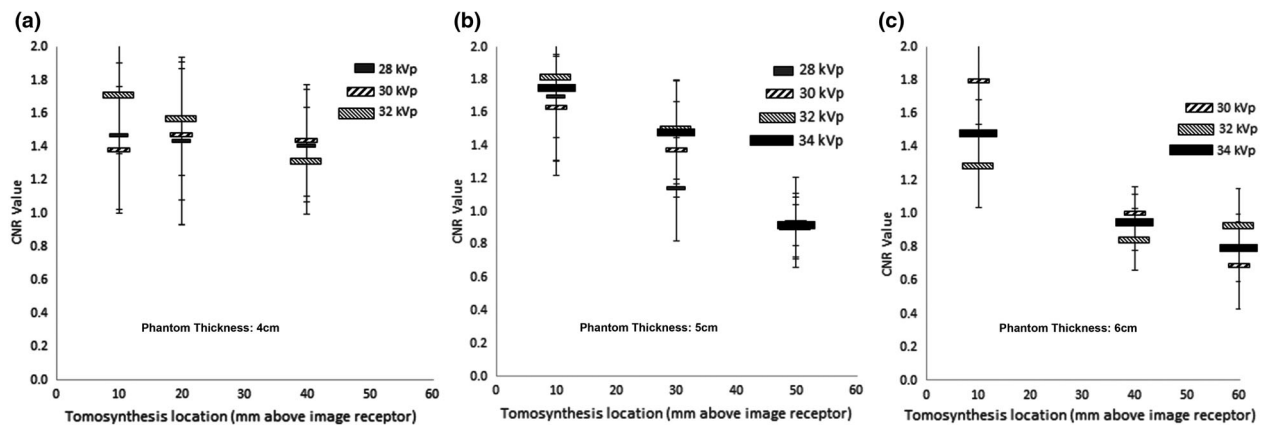 (a)
2.0
1.8
1.6
1.4
1.2
1.0
0.8
0.6
0.4
0.2
0.0
CNR Value
28 kVp
30 kVp
32 kVp
Phantom Thickness: 4cm
0 10 20 30 40 50 60
Tomosynthesis location (mm above image receptor)
(b)
2.0
1.8
1.6
1.4
1.2
1.0
0.8
0.6
0.4
0.2
0.0
CNR Value
28 kVp
30 kVp
32 kVp
34 kVp
Phantom Thickness: 5cm
0 10 20 30 40 50 60
Tomosynthesis location (mm above image receptor)
(c)
2.0
1.8
1.6
1.4
1.2
1.0
0.8
0.6
0.4
0.2
0.0
CNR Value
30 kVp
32 kVp
34 kVp
Phantom Thickness: 6cm
0 10 20 30 40 50 60
Tomosynthesis location (mm above image receptor)